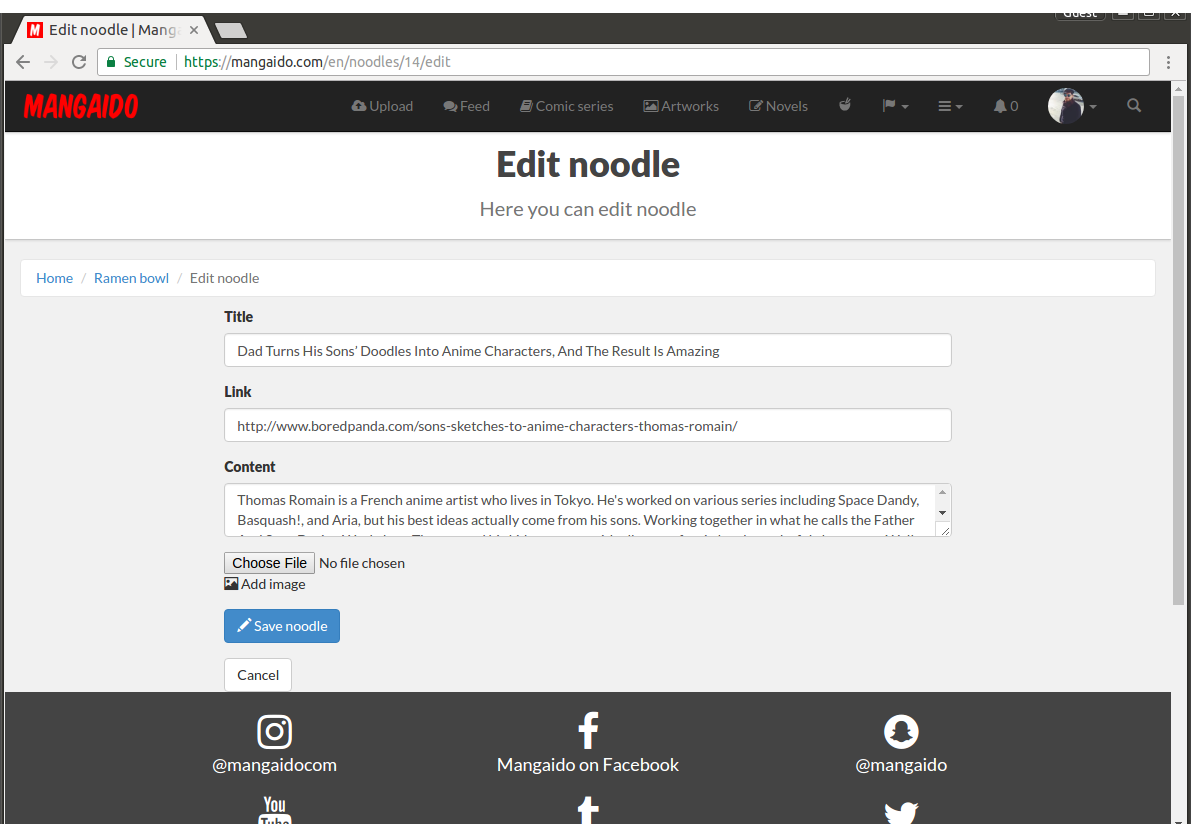 Guest
Edit noodle | Mang
Secure https://mangaido.com/en/noodles/14/edit
MANGAIDO Upload Feed Comic series Artworks Novels 0
Edit noodle
Here you can edit noodle
Home / Ramen bowl / Edit noodle
Title
Dad Turns His Sons’ Doodles Into Anime Characters, And The Result Is Amazing
Link
http://www.boredpanda.com/sons-sketches-to-anime-characters-thomas-romain/
Content
Thomas Romain is a French anime artist who lives in Tokyo. He's worked on various series including Space Dandy,
Basquash!, and Aria, but his best ideas actually come from his sons. Working together in what he calls the Father
Choose File No file chosen
Add image
Save noodle
Cancel
@mangaidocom Mangaido on Facebook @mangaido
You
Tube